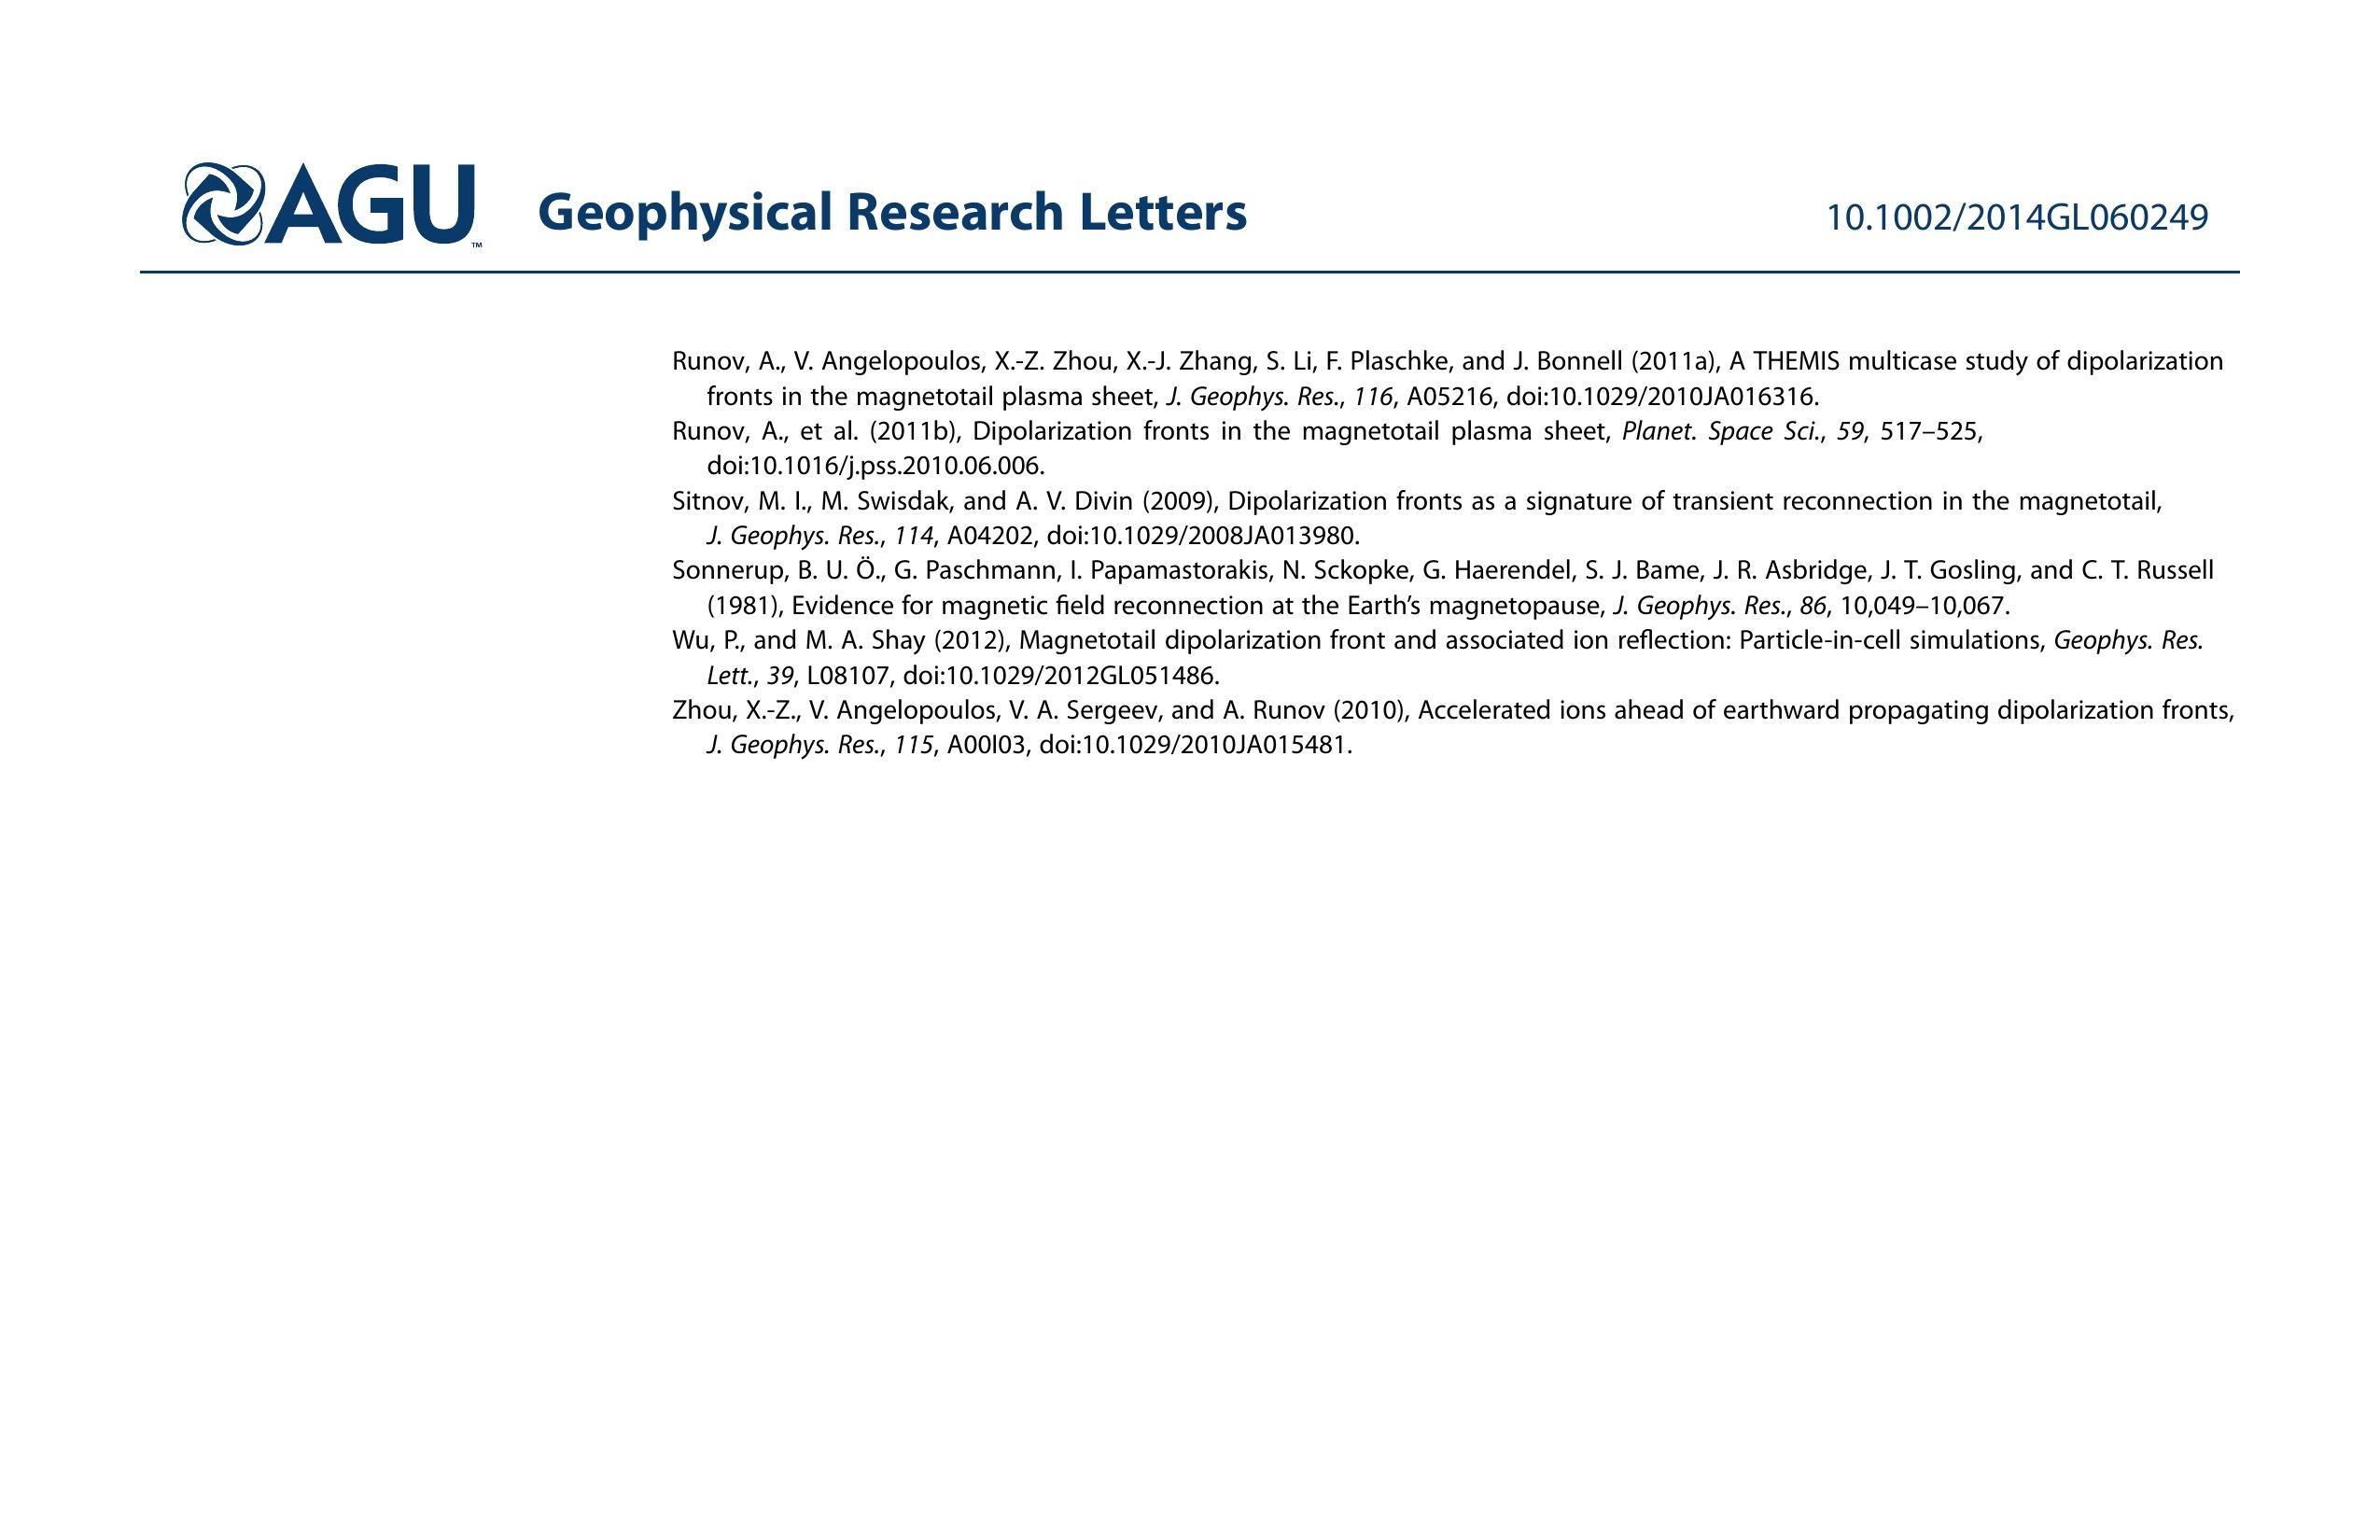 AGU™ Geophysical Research Letters 10.1002/2014GL060249
Runov, A., V. Angelopoulos, X.-Z. Zhou, X.-J. Zhang, S. Li, F. Plaschke, and J. Bonnell (2011a), A THEMIS multicase study of dipolarization
fronts in the magnetotail plasma sheet, J. Geophys. Res., 116, A05216, doi:10.1029/2010JA016316.
Runov, A., et al. (2011b), Dipolarization fronts in the magnetotail plasma sheet, Planet. Space Sci., 59, 517–525,
doi:10.1016/j.pss.2010.06.006.
Sitnov, M. I., M. Swisdak, and A. V. Divin (2009), Dipolarization fronts as a signature of transient reconnection in the magnetotail,
J. Geophys. Res., 114, A04202, doi:10.1029/2008JA013980.
Sonnerup, B. U. Ö., G. Paschmann, I. Papamastorakis, N. Sckopke, G. Haerendel, S. J. Bame, J. R. Asbridge, J. T. Gosling, and C. T. Russell
(1981), Evidence for magnetic field reconnection at the Earth’s magnetopause, J. Geophys. Res., 86, 10,049–10,067.
Wu, P., and M. A. Shay (2012), Magnetotail dipolarization front and associated ion reflection: Particle-in-cell simulations, Geophys. Res.
Lett., 39, L08107, doi:10.1029/2012GL051486.
Zhou, X.-Z., V. Angelopoulos, V. A. Sergeev, and A. Runov (2010), Accelerated ions ahead of earthward propagating dipolarization fronts,
J. Geophys. Res., 115, A00I03, doi:10.1029/2010JA015481.